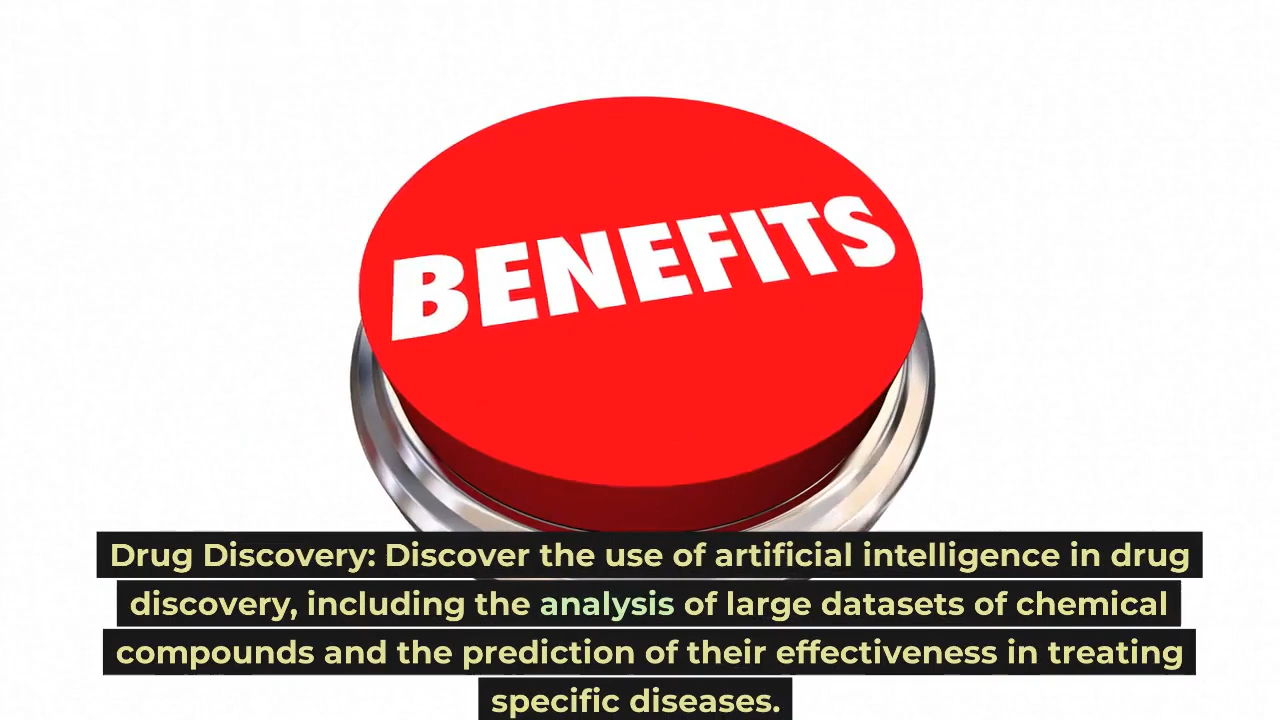 BENEFITS
Drug Discovery: Discover the use of artificial intelligence in drug
discovery, including the analysis of large datasets of chemical
compounds and the prediction of their effectiveness in treating
specific diseases.